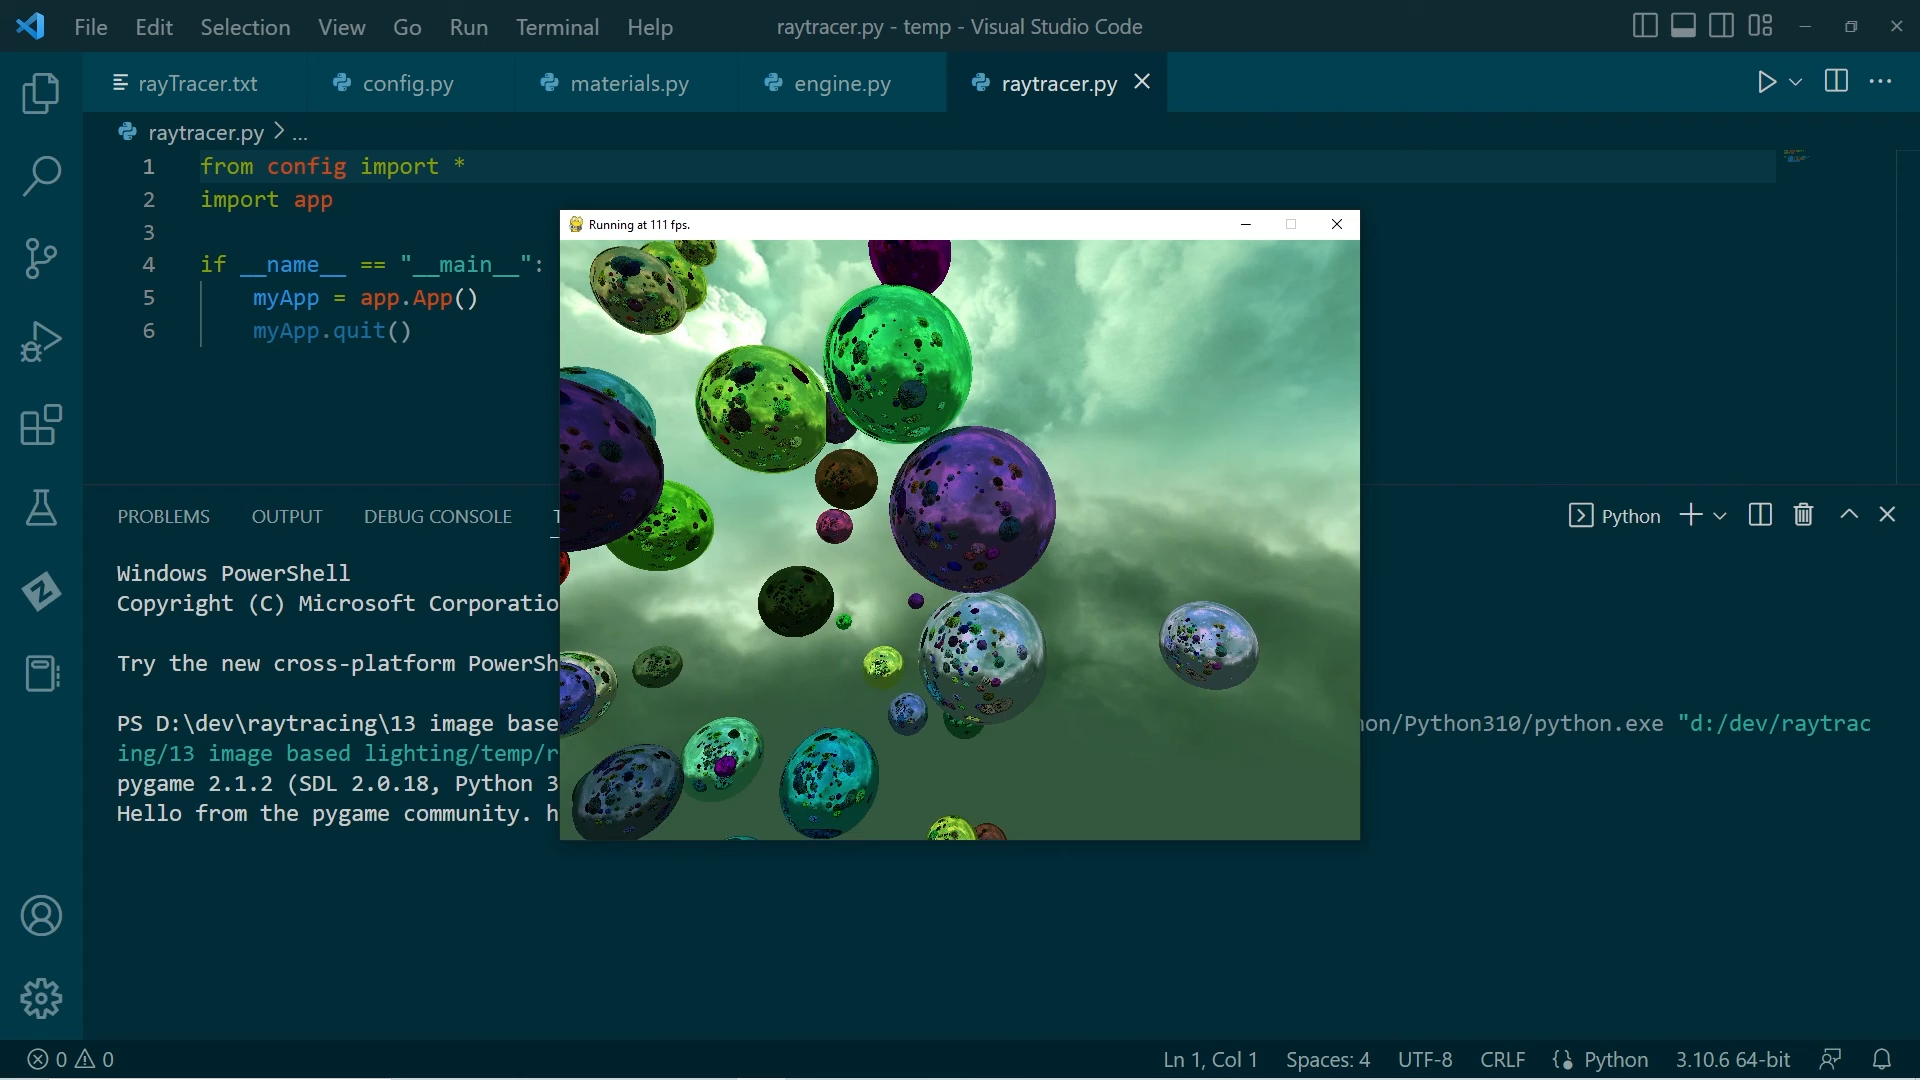 File Edit Selection View Go Run Terminal Help raytracer.py - temp - Visual Studio Code
rayTracer.txt config.py materials.py engine.py raytracer.py
raytracer.py > ...
1 from config import *
2 import app
3
4 if __name__ == "__main__":
5 myApp = app.App()
6 myApp.quit()
Running at 111 fps.
PROBLEMS OUTPUT DEBUG CONSOLE
Python
Windows PowerShell
Copyright (C) Microsoft Corporatio
Try the new cross-platform PowerSh
PS D:\dev\raytracing\13 image base on/Python310/python.exe "d:/dev/raytrac
ing/13 image based lighting/temp/r
pygame 2.1.2 (SDL 2.0.18, Python 3
Hello from the pygame community. h
0 0 Ln 1, Col 1 Spaces: 4 UTF-8 CRLF Python 3.10.6 64-bit